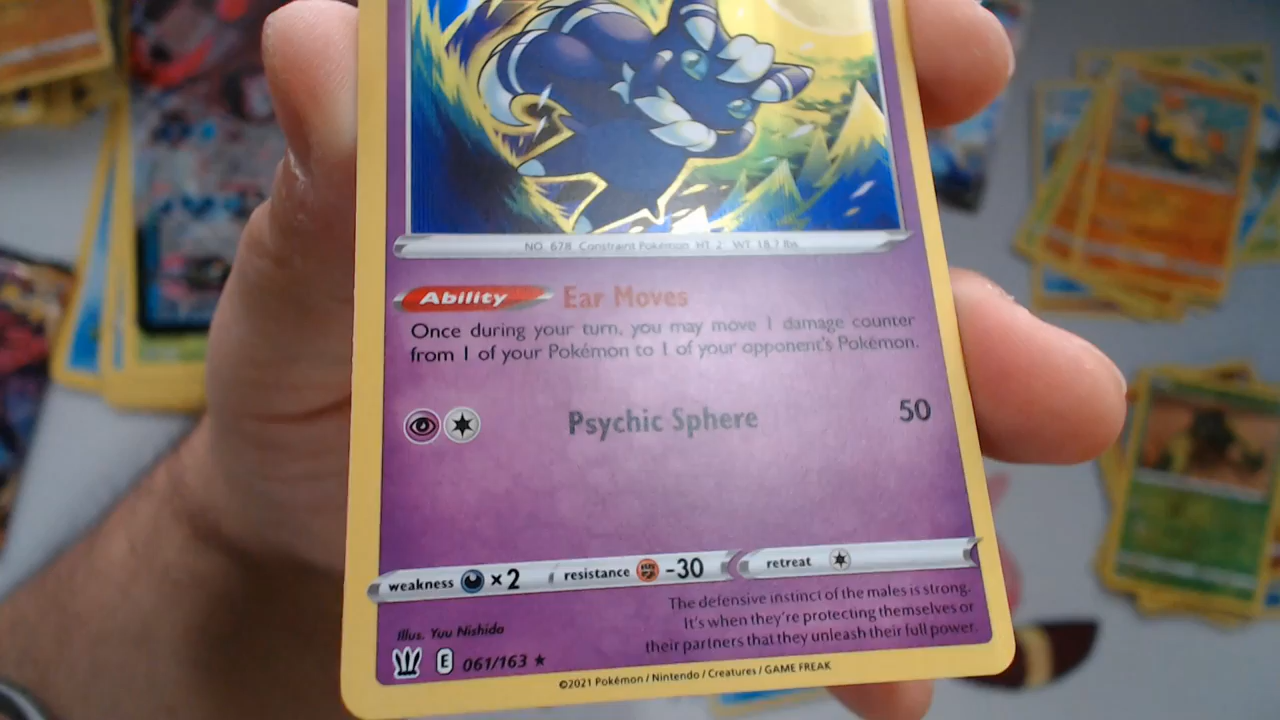 NO. 678 Constraint Pokémon HT: 2' WT: 18.7 lbs.
Ability Ear Moves
Once during your turn, you may move 1 damage counter
from 1 of your Pokémon to 1 of your opponent's Pokémon.
Psychic Sphere 50
weakness ×2 resistance -30 retreat
The defensive instinct of the males is strong.
It's when they're protecting themselves or
their partners that they unleash their full power.
Illus. Yuu Nishida
E 061/163 ★
©2021 Pokémon / Nintendo / Creatures / GAME FREAK